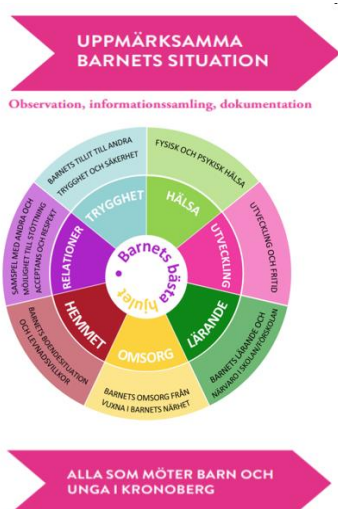 UPPMÄRKSAMMA
BARNETS SITUATION
Observation, informationssamling, dokumentation
BARNETS TILLIT TILL ANDRA
TRYGGHET OCH SÄKERHET
TRYGGHET
FYSISK OCH PSYKISK HÄLSA
HÄLSA
UTVECKLING OCH FRITID
UTVECKLING
BARNETS LÄRANDE OCH
NÄRVARO I SKOLAN/FÖRSKOLAN
LÄRANDE
OMSORG
BARNETS OMSORG FRÅN
VUXNA I BARNETS NÄRHET
HEMMET
BARNETS BOENDESITUATION
OCH LEVNADSVILLKOR
RELATIONER
SAMSPEL MED ANDRA OCH
MÖJLIGHET TILL STÖTTNING
ACCEPTANS OCH RESPEKT
Barnets bästa
hjulet
ALLA SOM MÖTER BARN OCH
UNGA I KRONOBERG